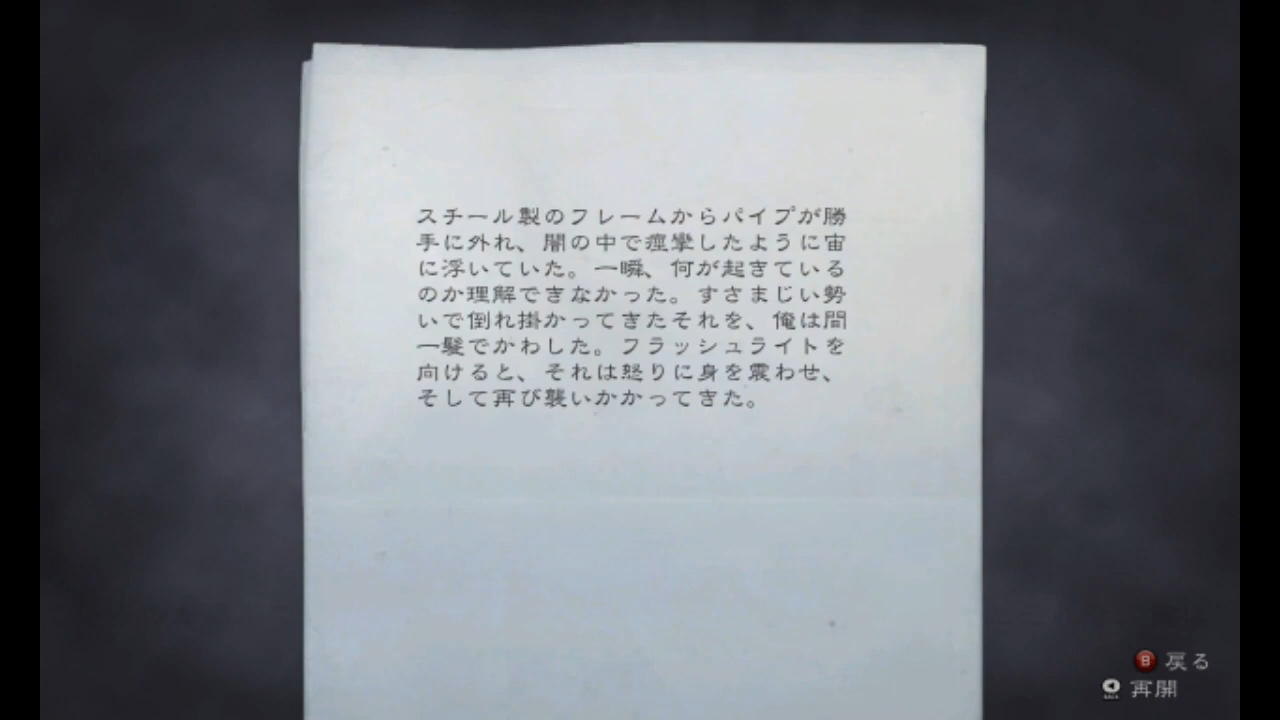 スチール製のフレームからパイプが勝
手に外れ、闇の中で痙攣したように宙
に浮いていた。一瞬、何が起きている
のか理解できなかった。すさまじい勢
いで倒れ掛かってきたそれを、俺は間
一髪でかわした。フラッシュライトを
向けると、それは怒りに身を震わせ、
そして再び襲いかかってきた。
B 戻る
再開